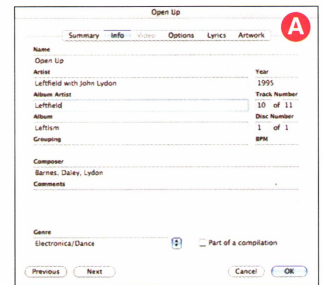 Open Up
A
Summary Info Video Options Lyrics Artwork
Name
Open Up
Artist Year
Leftfield with John Lydon 1995
Album Artist Track Number
Leftfield 10 of 11
Album Disc Number
Leftism 1 of 1
Grouping BPM
Composer
Barnes, Daley, Lydon
Comments
Genre
Electronica/Dance Part of a compilation
Previous Next Cancel OK